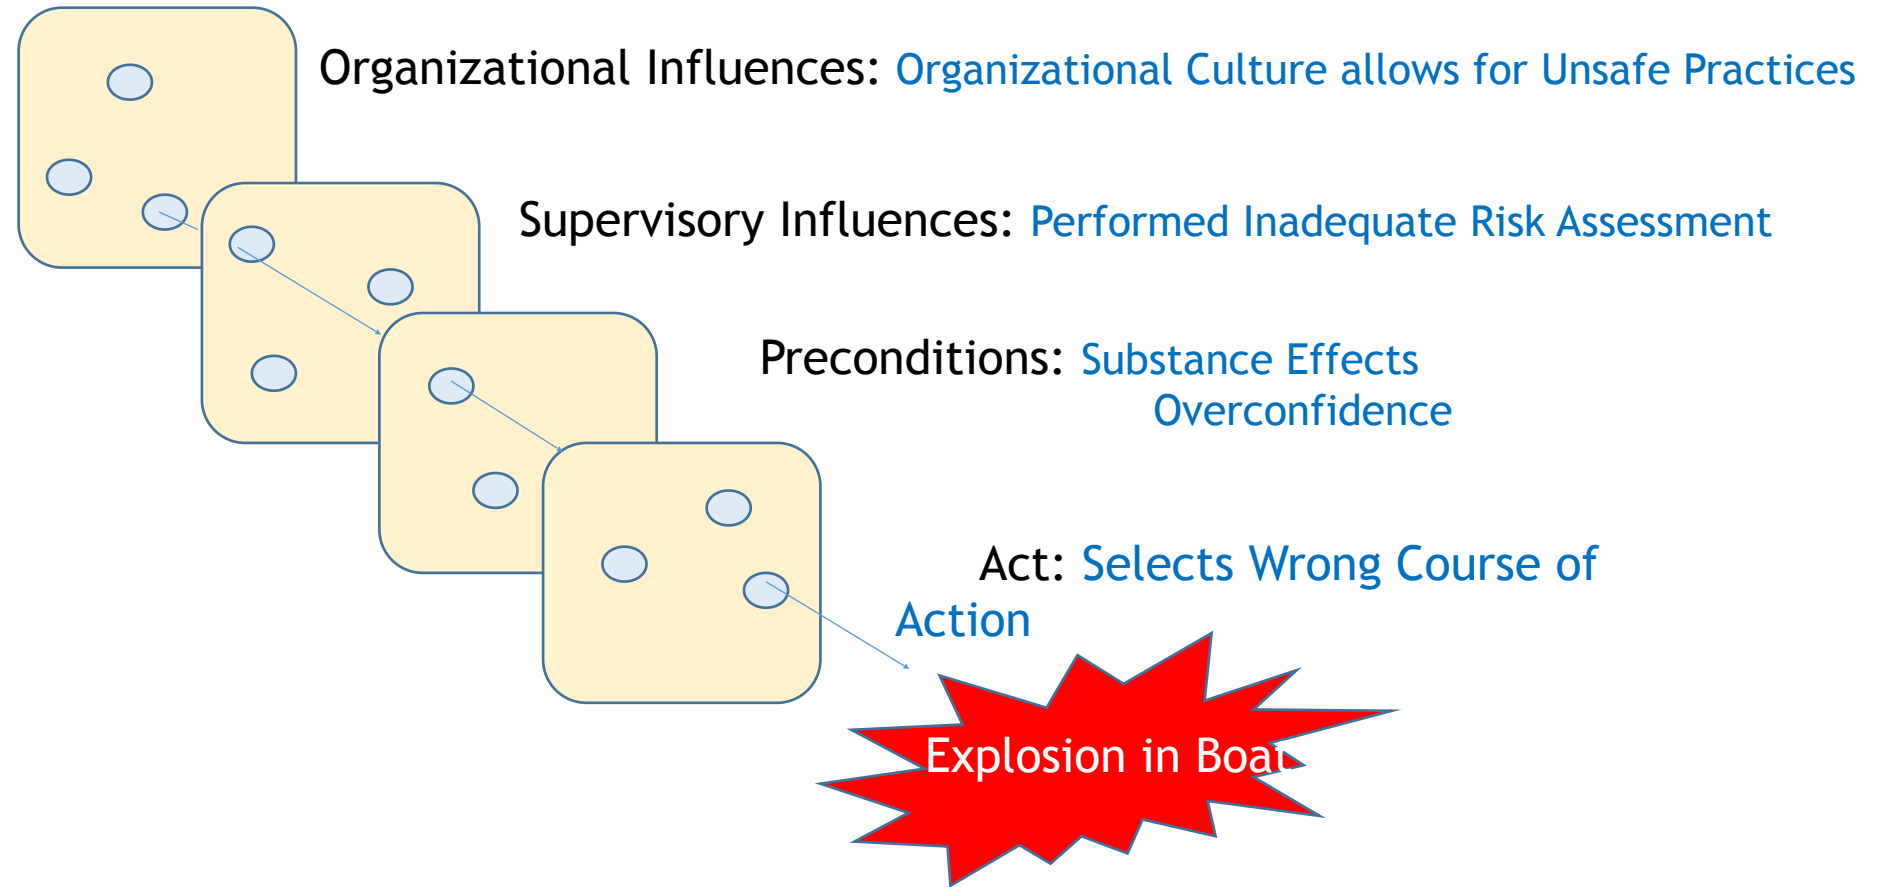 Organizational Influences: Organizational Culture allows for Unsafe Practices
Supervisory Influences: Performed Inadequate Risk Assessment
Preconditions: Substance Effects
Overconfidence
Act: Selects Wrong Course of
Action
Explosion in Boat